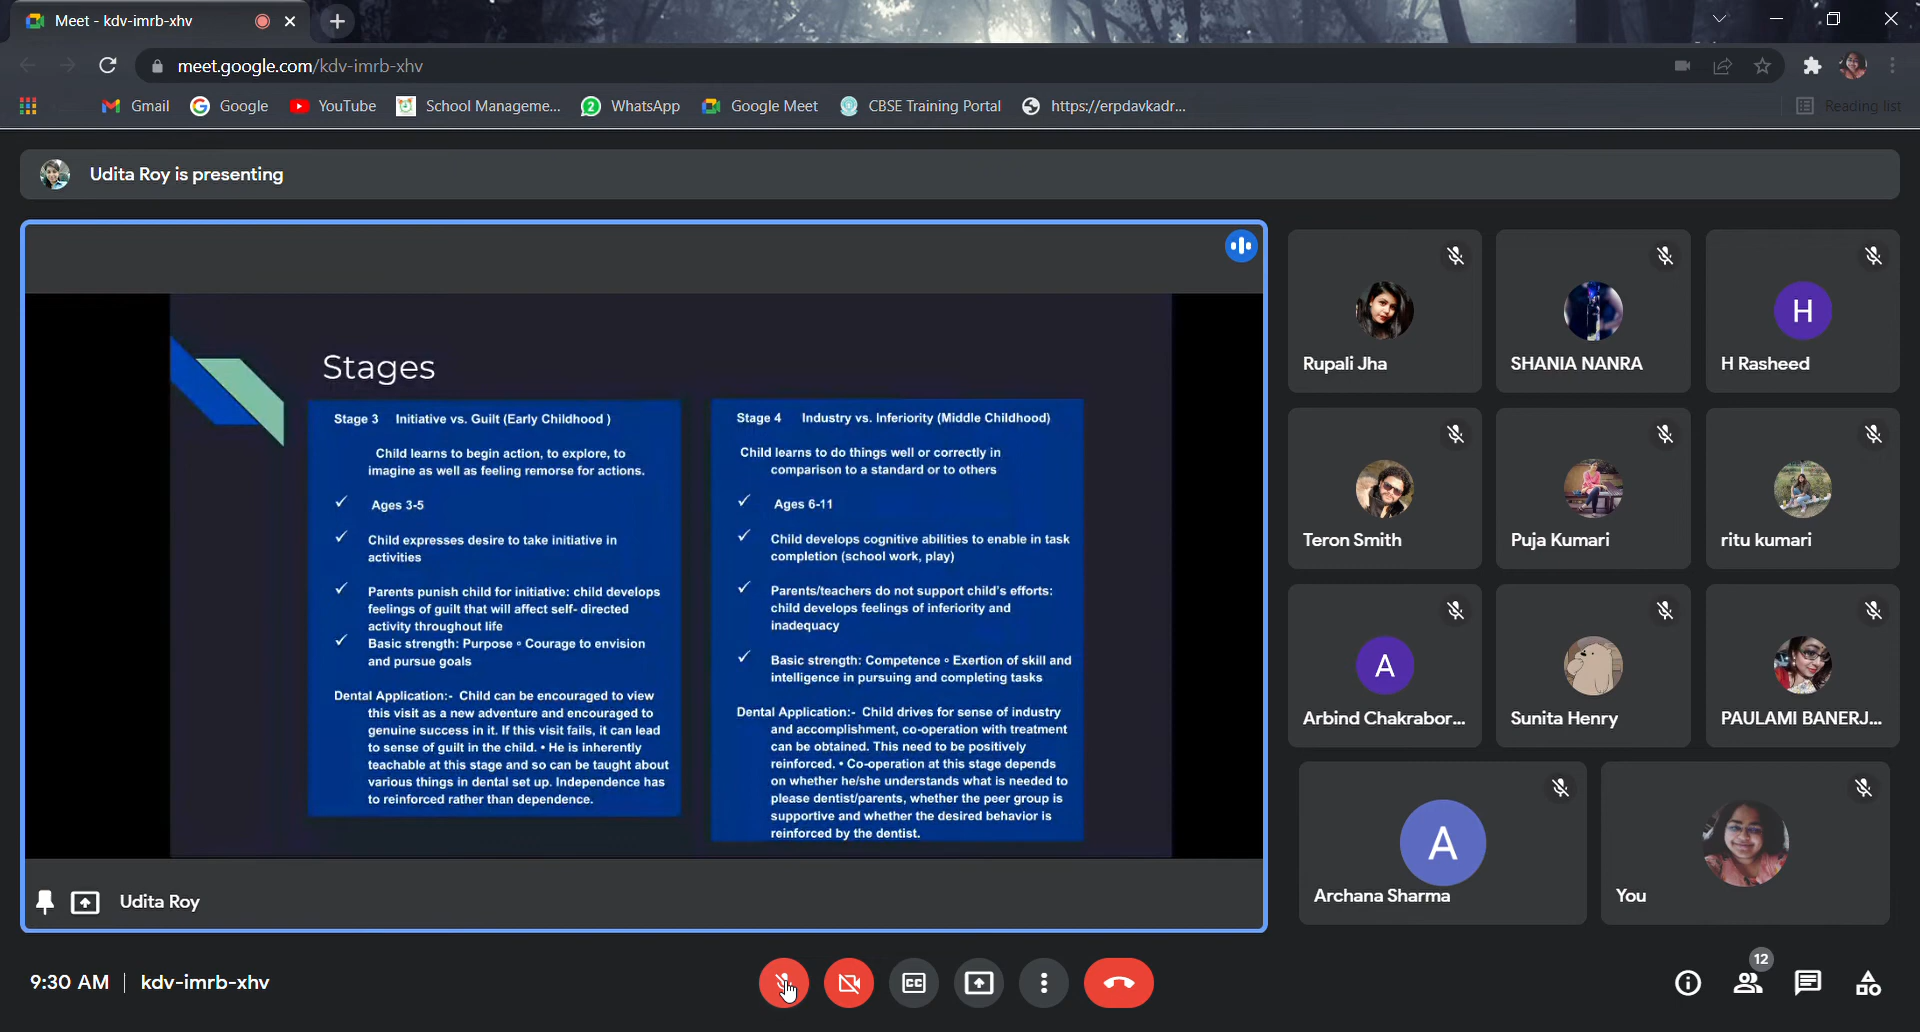 Meet - kdv-imrb-xhv
meet.google.com/kdv-imrb-xhv
Gmail
Google
YouTube
School Manageme...
WhatsApp
Google Meet
CBSE Training Portal
https://erpdavkadr...
Reading list
Udita Roy is presenting
Stages
Stage 3 Initiative vs. Guilt (Early Childhood )
Child learns to begin action, to explore, to
imagine as well as feeling remorse for actions.
✓ Ages 3-5
✓ Child expresses desire to take initiative in
activities
✓ Parents punish child for initiative: child develops
feelings of guilt that will affect self- directed
activity throughout life
✓ Basic strength: Purpose ◦ Courage to envision
and pursue goals
Dental Application:- Child can be encouraged to view
this visit as a new adventure and encouraged to
genuine success in it. If this visit fails, it can lead
to sense of guilt in the child. • He is inherently
teachable at this stage and so can be taught about
various things in dental set up. Independence has
to reinforced rather than dependence.
Stage 4 Industry vs. Inferiority (Middle Childhood)
Child learns to do things well or correctly in
comparison to a standard or to others
✓ Ages 6-11
✓ Child develops cognitive abilities to enable in task
completion (school work, play)
✓ Parents/teachers do not support child's efforts:
child develops feelings of inferiority and
inadequacy
✓ Basic strength: Competence ◦ Exertion of skill and
intelligence in pursuing and completing tasks
Dental Application:- Child drives for sense of industry
and accomplishment, co-operation with treatment
can be obtained. This need to be positively
reinforced. • Co-operation at this stage depends
on whether he/she understands what is needed to
please dentist/parents, whether the peer group is
supportive and whether the desired behavior is
reinforced by the dentist.
Udita Roy
Rupali Jha
SHANIA NANRA
H
H Rasheed
Teron Smith
Puja Kumari
ritu kumari
A
Arbind Chakrabor...
Sunita Henry
PAULAMI BANERJ...
A
Archana Sharma
You
9:30 AM | kdv-imrb-xhv
CC
12